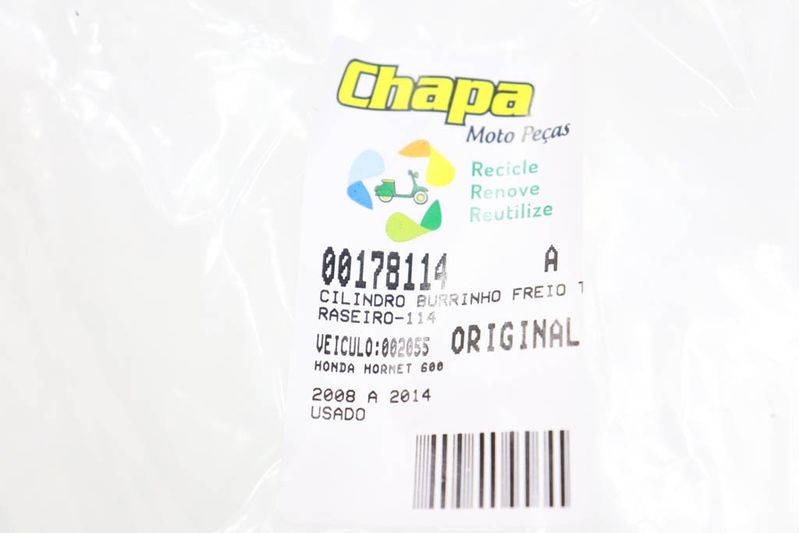 Chapa
Moto Peças
Recicle
Renove
Reutilize
00178114 A
CILINDRO BURRINHO FREIO T
RASEIRO-114
VEICULO:002055 ORIGINAL
HONDA HORNET 600
2008 A 2014
USADO